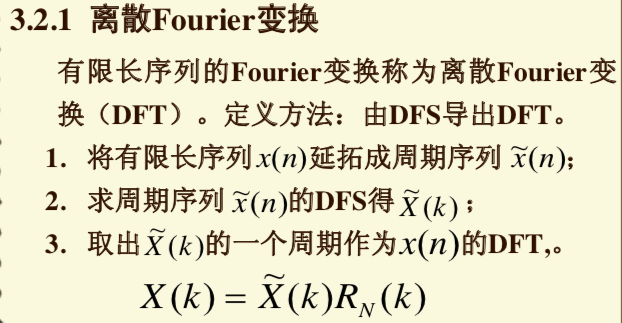 3.2.1 离散Fourier变换
有限长序列的Fourier变换称为离散Fourier变
换（DFT）。定义方法：由DFS导出DFT。
1. 将有限长序列x(n)延拓成周期序列 x̃(n);
2. 求周期序列 x̃(n)的DFS得 X̃(k)；
3. 取出X̃(k)的一个周期作为x(n)的DFT,。
X(k) = X̃(k)R_N(k)